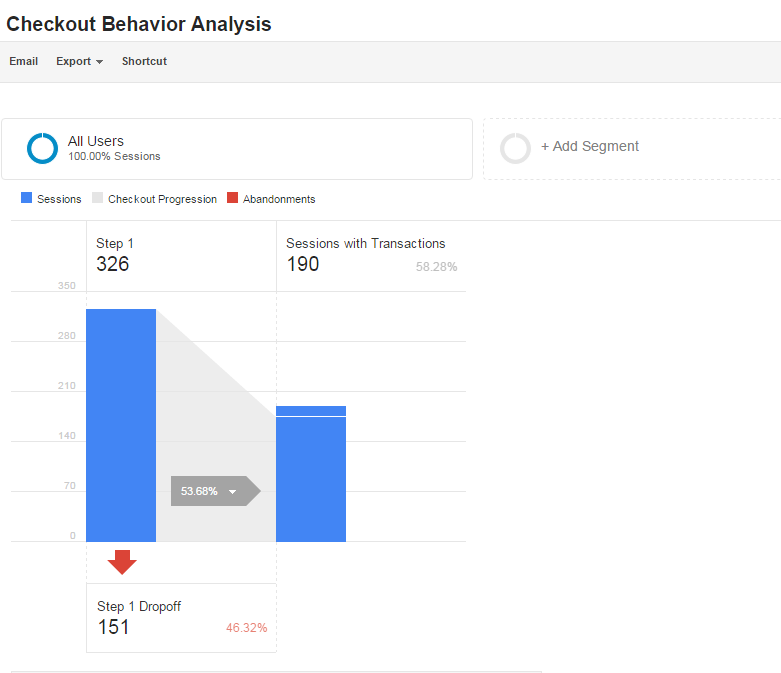 Checkout Behavior Analysis
Email Export Shortcut
All Users
100.00% Sessions
+ Add Segment
Sessions Checkout Progression Abandonments
Step 1
326
Sessions with Transactions
190 58.28%
350
280
210
140
70
0
53.68%
Step 1 Dropoff
151 46.32%